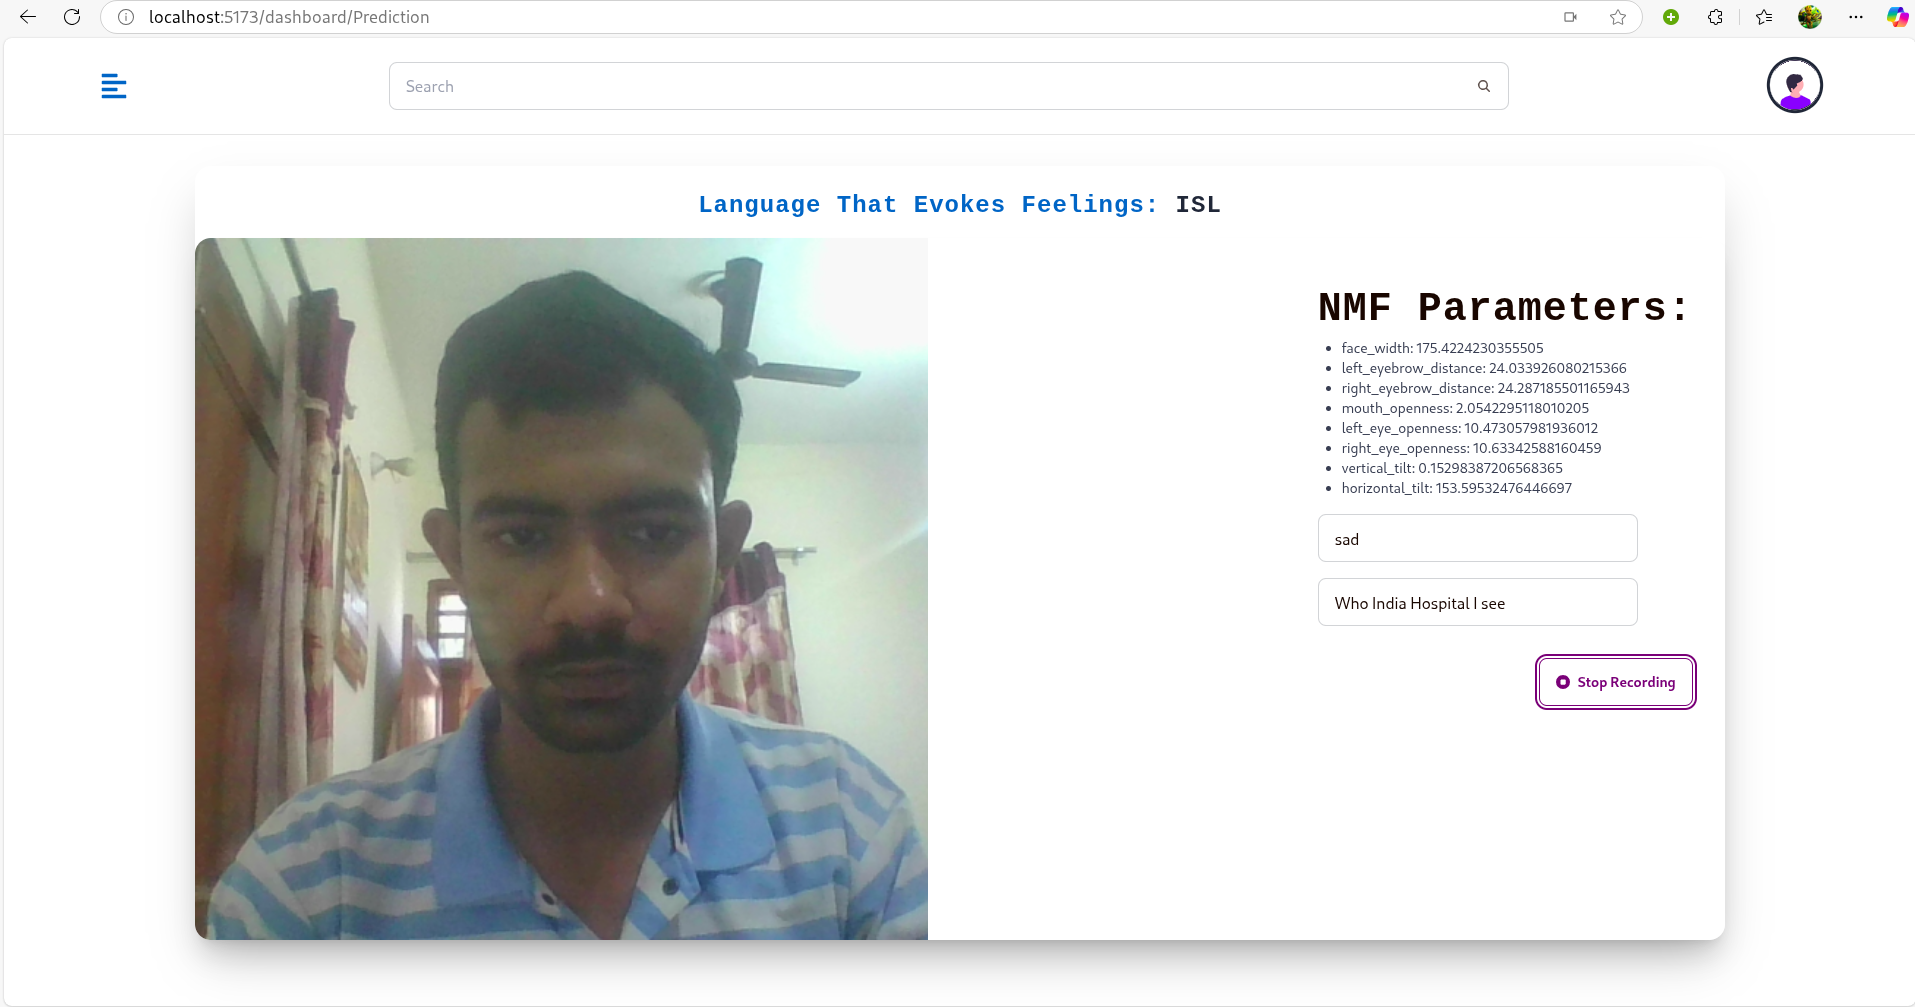 localhost:5173/dashboard/Prediction
Search
Language That Evokes Feelings: ISL
NMF Parameters:
• face_width: 175.4224230355505
• left_eyebrow_distance: 24.033926080215366
• right_eyebrow_distance: 24.287185501165943
• mouth_openness: 2.0542295118010205
• left_eye_openness: 10.473057981936012
• right_eye_openness: 10.63342588160459
• vertical_tilt: 0.15298387206568365
• horizontal_tilt: 153.59532476446697
sad
Who India Hospital I see
Stop Recording